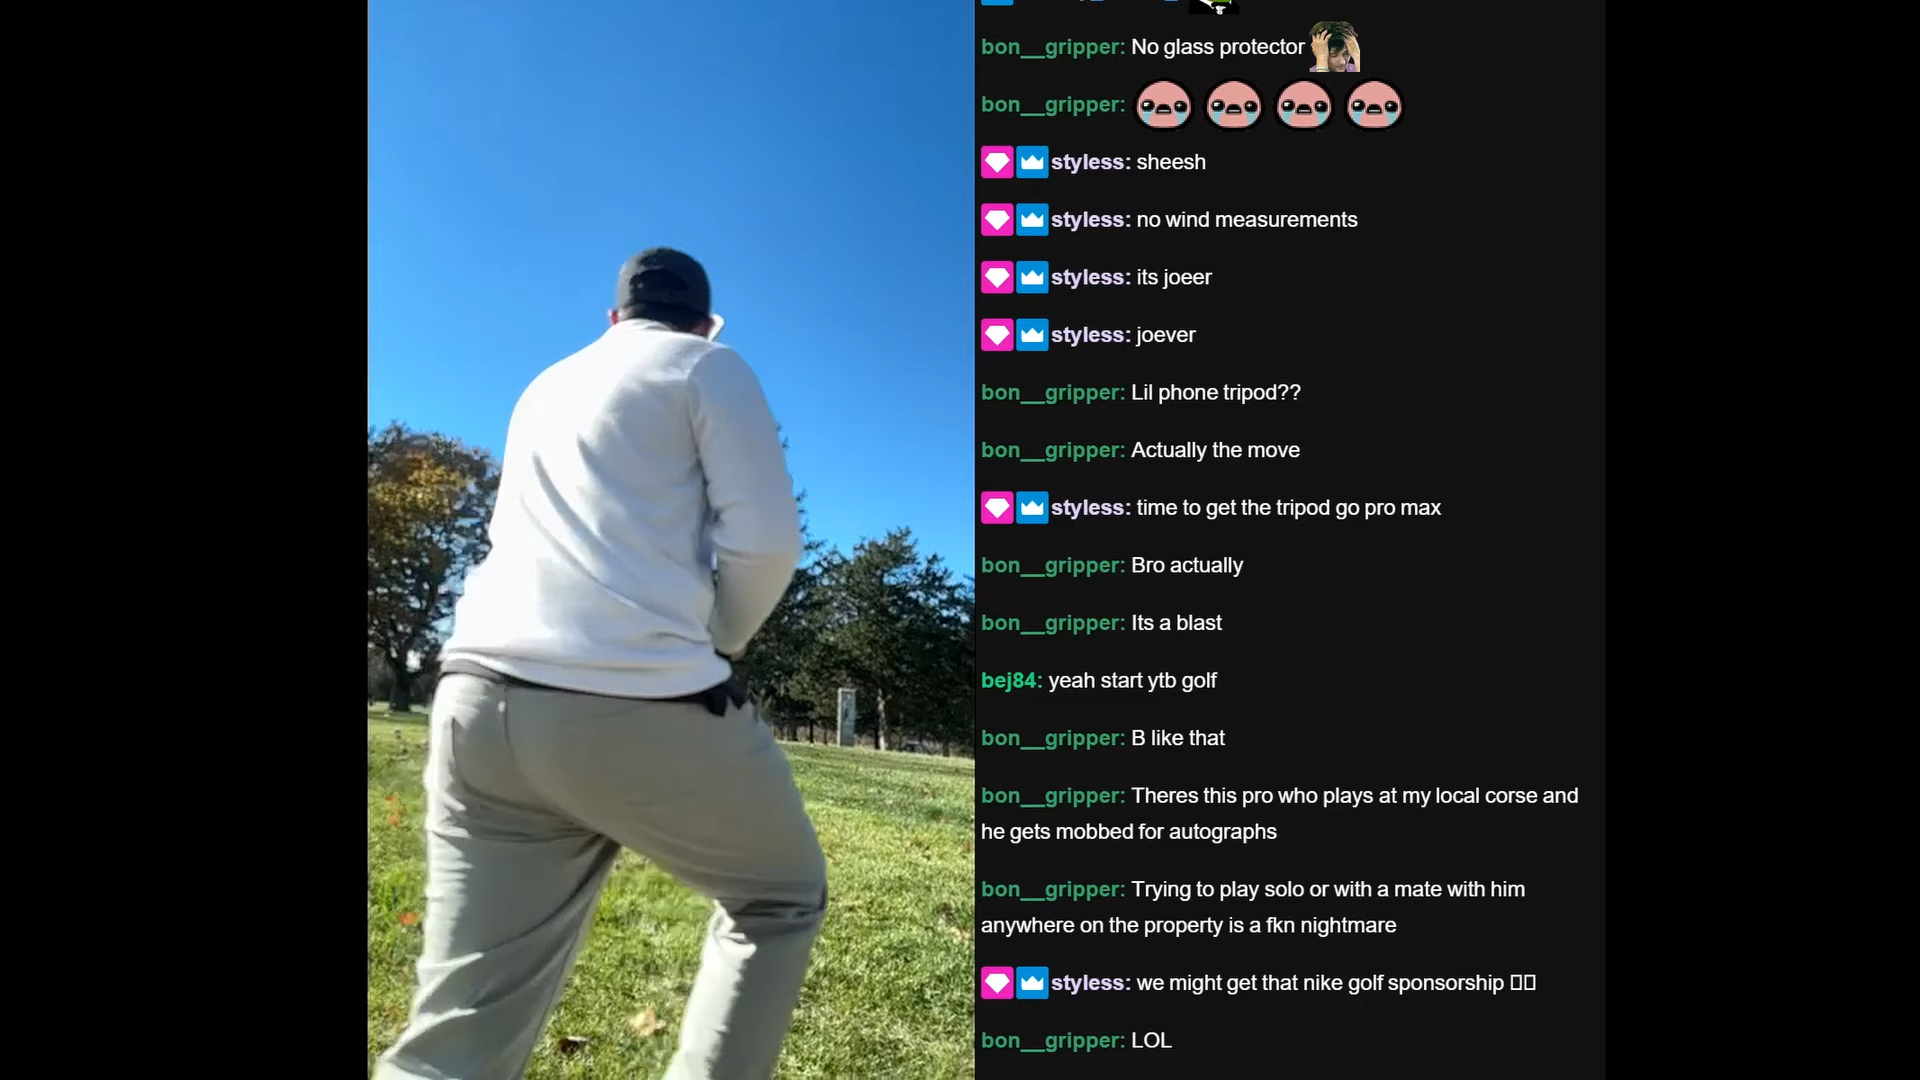 bon__gripper: No glass protector
bon__gripper:
styless: sheesh
styless: no wind measurements
styless: its joeer
styless: joever
bon__gripper: Lil phone tripod??
bon__gripper: Actually the move
styless: time to get the tripod go pro max
bon__gripper: Bro actually
bon__gripper: Its a blast
bej84: yeah start ytb golf
bon__gripper: B like that
bon__gripper: Theres this pro who plays at my local corse and
he gets mobbed for autographs
bon__gripper: Trying to play solo or with a mate with him
anywhere on the property is a fkn nightmare
styless: we might get that nike golf sponsorship
bon__gripper: LOL